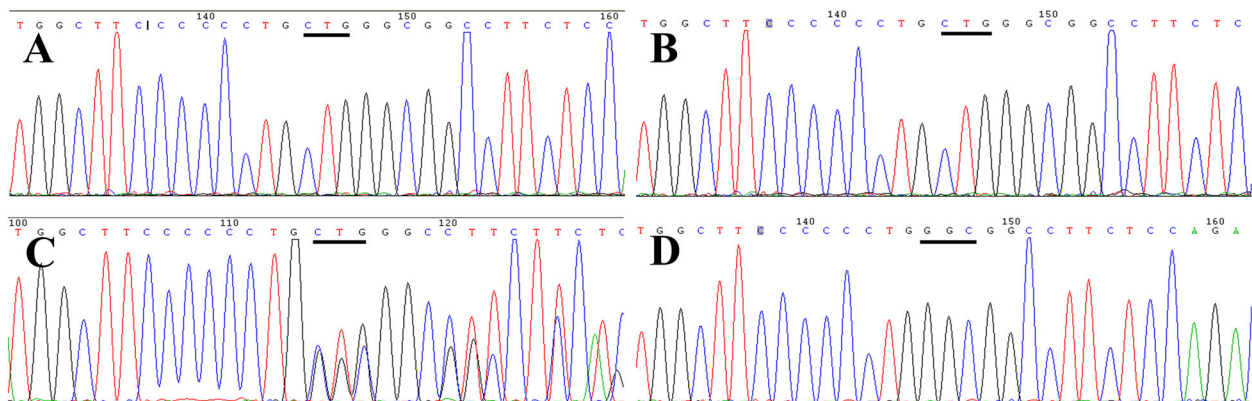 140 150 160
T G G C T T C C C C C C T G C T G G G C G G C C T T C T C C
A
140 150
T G G C T T C C C C C C T G C T G G G C G G C C T T C T C
B
100 110 120
T G G C T T C C C C C C T G C T G G G C C T T C T T C T C
C
140 150 160
T G G C T T C C C C C C T G G G C G G C C T T C T C C A G A
D